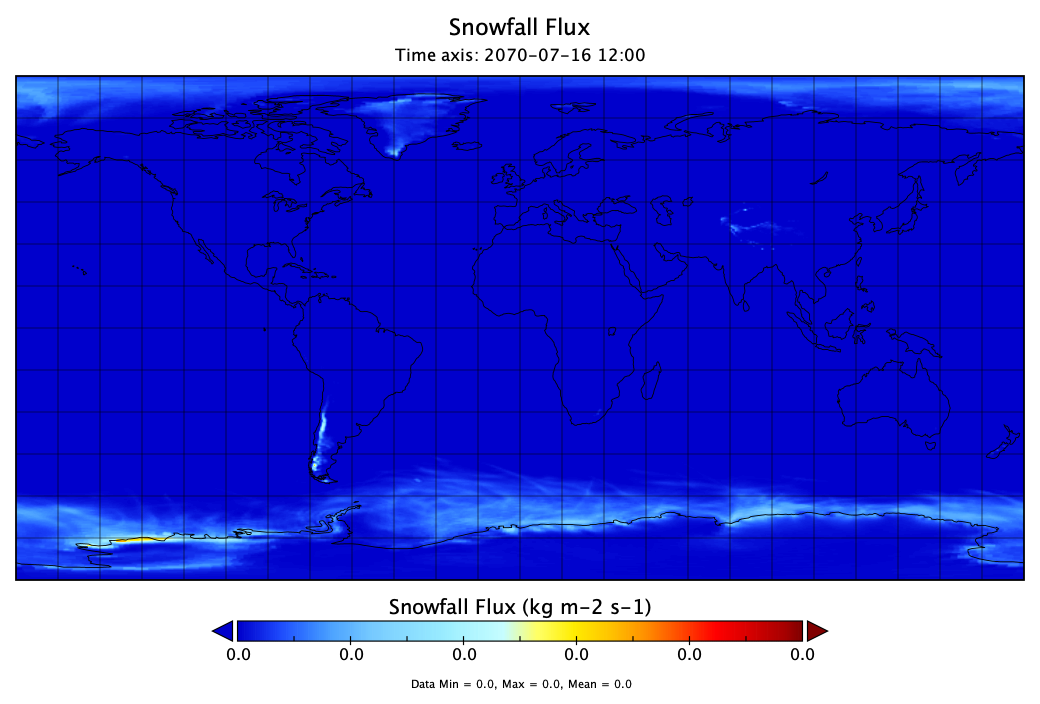 Snowfall Flux
Time axis: 2070-07-16 12:00
Snowfall Flux (kg m-2 s-1)
0.0 0.0 0.0 0.0 0.0 0.0
Data Min = 0.0, Max = 0.0, Mean = 0.0